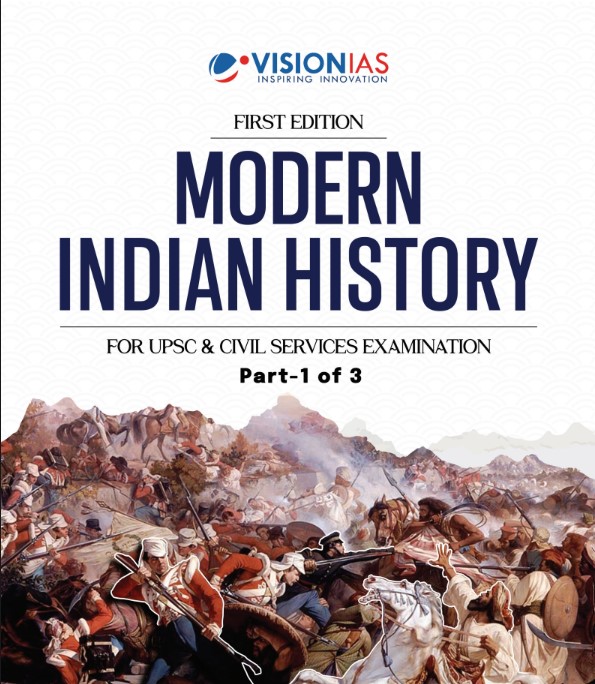 VISIONIAS
INSPIRING INNOVATION
FIRST EDITION
MODERN
INDIAN HISTORY
FOR UPSC & CIVIL SERVICES EXAMINATION
Part-1 of 3